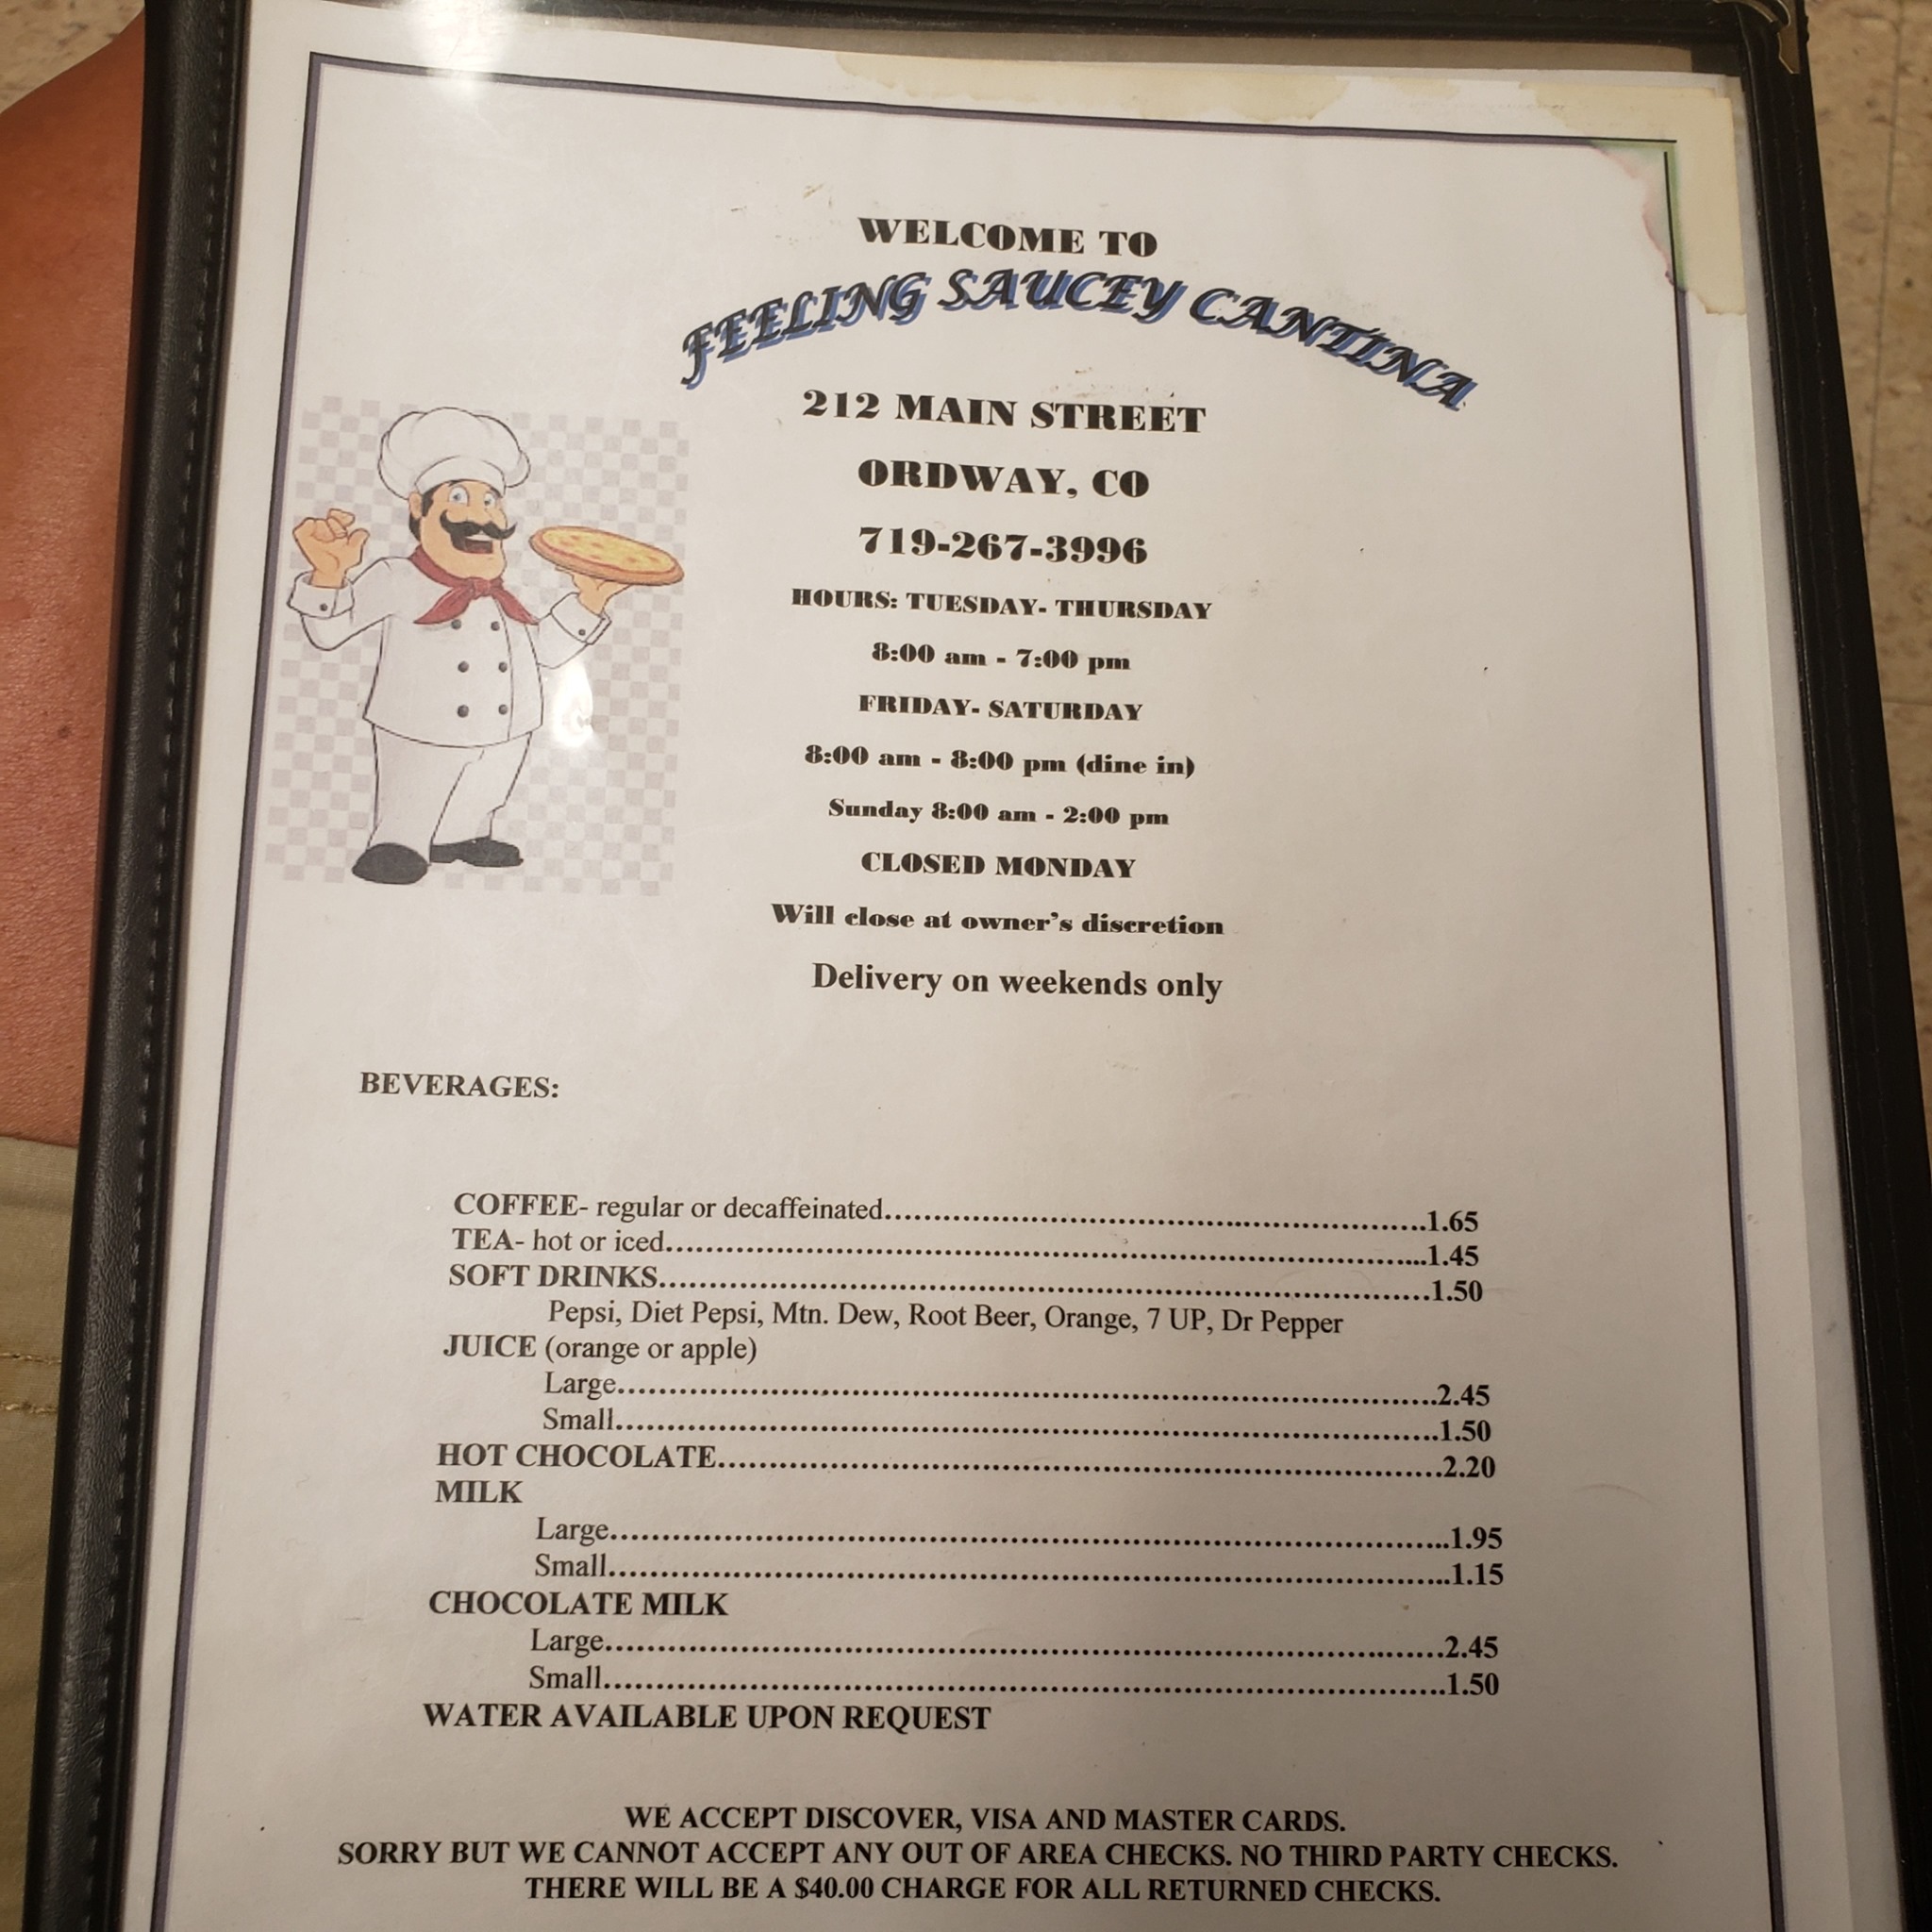 WELCOME TO
FEELING SAUCEY CANTINA
212 MAIN STREET
ORDWAY, CO
719-267-3996
HOURS: TUESDAY- THURSDAY
8:00 am - 7:00 pm
FRIDAY- SATURDAY
8:00 am - 8:00 pm (dine in)
Sunday 8:00 am - 2:00 pm
CLOSED MONDAY
Will close at owner's discretion
Delivery on weekends only
BEVERAGES:
COFFEE- regular or decaffeinated........................................................1.65
TEA- hot or iced........................................................1.45
SOFT DRINKS........................................................1.50
Pepsi, Diet Pepsi, Mtn. Dew, Root Beer, Orange, 7 UP, Dr Pepper
JUICE (orange or apple)
Large........................................................2.45
Small........................................................1.50
HOT CHOCOLATE........................................................2.20
MILK
Large........................................................1.95
Small........................................................1.15
CHOCOLATE MILK
Large........................................................2.45
Small........................................................1.50
WATER AVAILABLE UPON REQUEST
WE ACCEPT DISCOVER, VISA AND MASTER CARDS.
SORRY BUT WE CANNOT ACCEPT ANY OUT OF AREA CHECKS. NO THIRD PARTY CHECKS.
THERE WILL BE A $40.00 CHARGE FOR ALL RETURNED CHECKS.